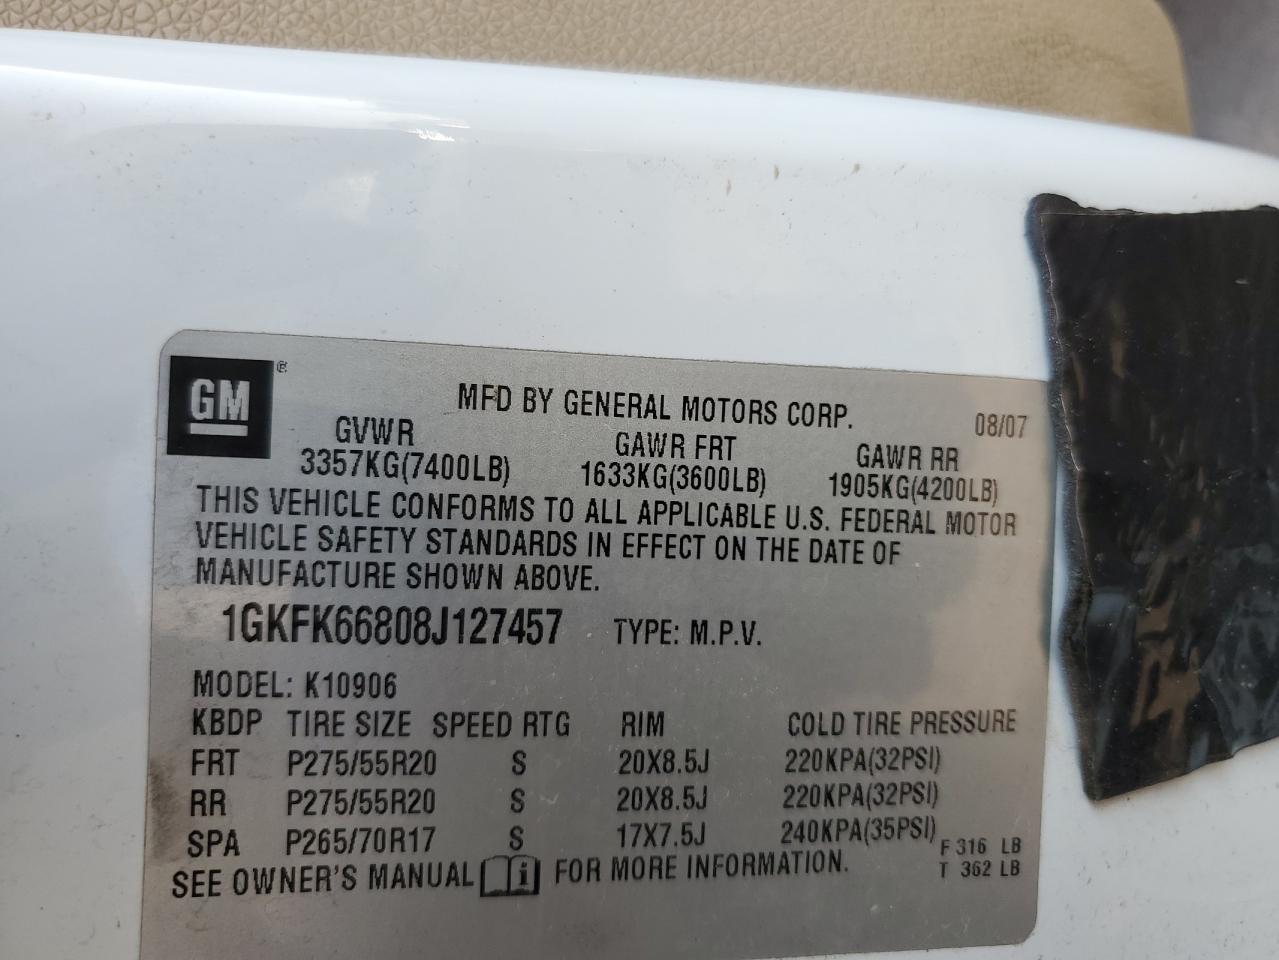 GM ®
MFD BY GENERAL MOTORS CORP. 08/07
GVWR GAWR FRT GAWR RR
3357KG(7400LB) 1633KG(3600LB) 1905KG(4200LB)
THIS VEHICLE CONFORMS TO ALL APPLICABLE U.S. FEDERAL MOTOR
VEHICLE SAFETY STANDARDS IN EFFECT ON THE DATE OF
MANUFACTURE SHOWN ABOVE.
1GKFK66808J127457 TYPE: M.P.V.
MODEL: K10906
KBDP TIRE SIZE SPEED RTG RIM COLD TIRE PRESSURE
FRT P275/55R20 S 20X8.5J 220KPA(32PSI)
RR P275/55R20 S 20X8.5J 220KPA(32PSI)
SPA P265/70R17 S 17X7.5J 240KPA(35PSI) F 316 LB
SEE OWNER'S MANUAL i FOR MORE INFORMATION. T 362 LB